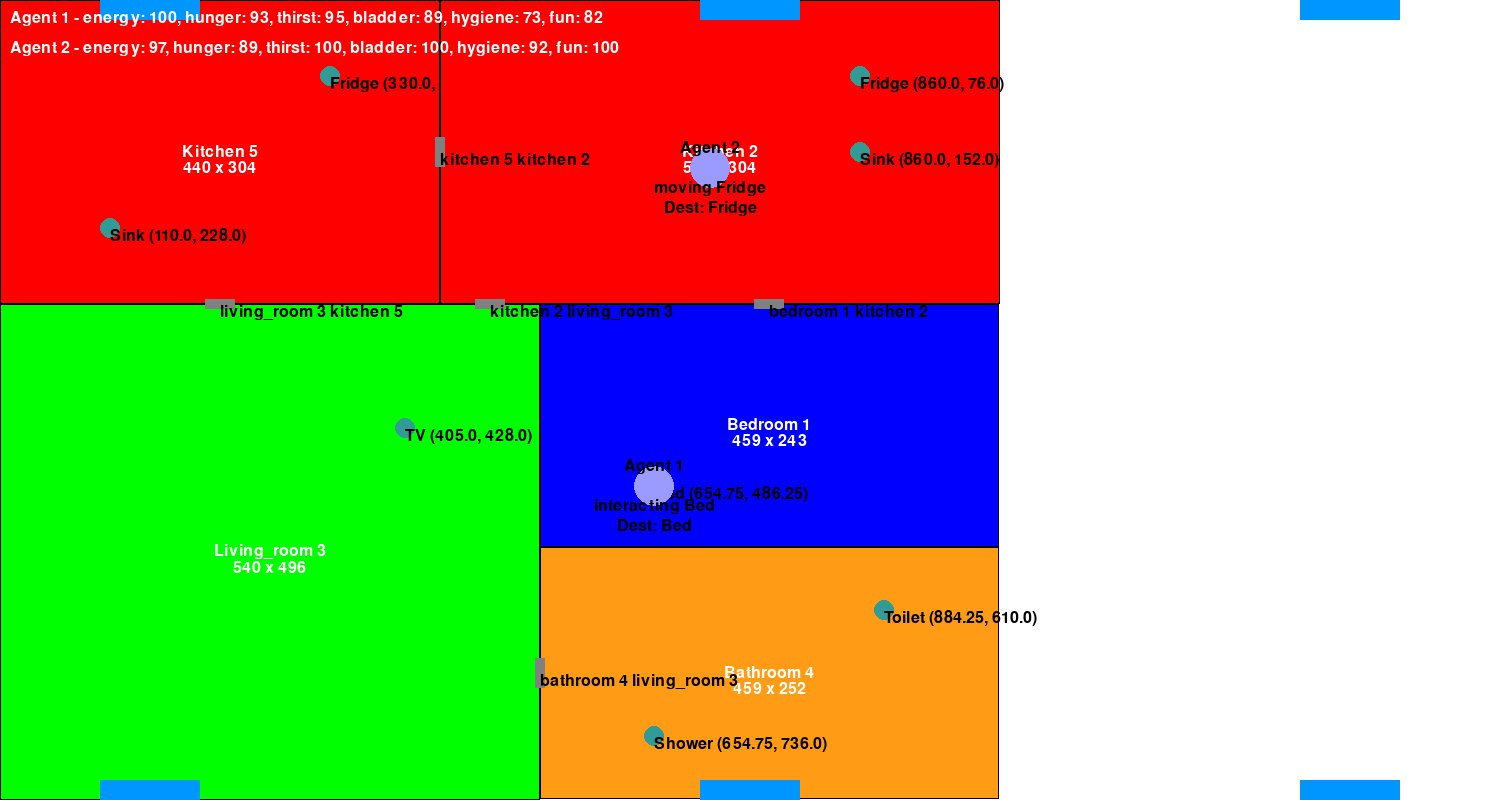 Agent 1 - energy: 100, hunger: 93, thirst: 95, bladder: 89, hygiene: 73, fun: 82
Agent 2 - energy: 97, hunger: 89, thirst: 100, bladder: 100, hygiene: 92, fun: 100
Fridge (330.0,
Fridge (860.0, 76.0)
Kitchen 5
440 x 304
kitchen 5 kitchen 2
Agent 2
2
304
moving Fridge
Dest: Fridge
Sink (860.0, 152.0)
Sink (110.0, 228.0)
living_room 3 kitchen 5
kitchen 2 living_room 3
bedroom 1 kitchen 2
TV (405.0, 428.0)
Bedroom 1
459 x 243
Agent 1
(654.75, 486.25)
interacting Bed
Dest: Bed
Living_room 3
540 x 496
Toilet (884.25, 610.0)
Bathroom 4
459 x 252
bathroom 4 living_room 3
Shower (654.75, 736.0)